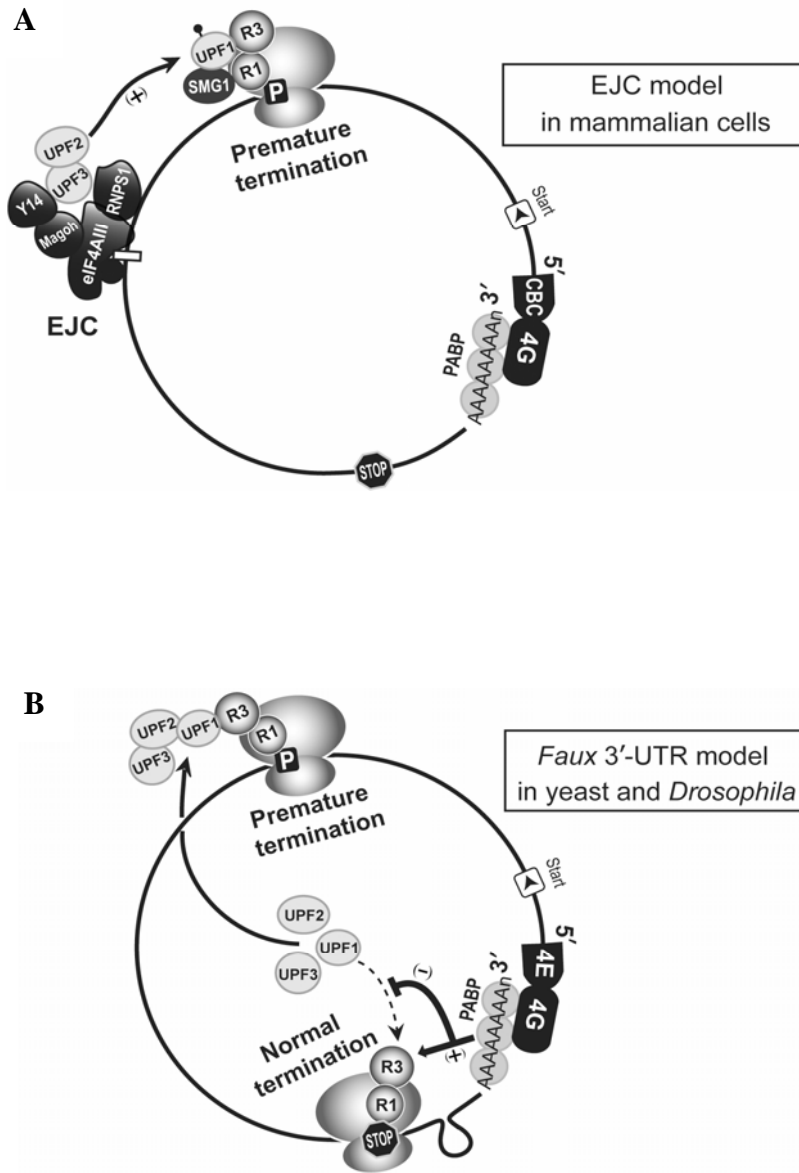 A
UPF1
R3
R1
SMG1
P
(+)
Premature
termination
EJC model
in mammalian cells
UPF2
UPF3
Y14
Magoh
eIF4AIII
RNPS1
EJC
Start
5′
CBC
4G
3′
PABP
AAAAAAAAn
STOP
B
UPF2
UPF1
R3
R1
UPF3
P
Premature
termination
Faux 3′-UTR model
in yeast and Drosophila
Start
UPF2
UPF1
UPF3
(-)
(+)
Normal
termination
R3
R1
STOP
5′
4E
4G
3′
PABP
AAAAAAAAn